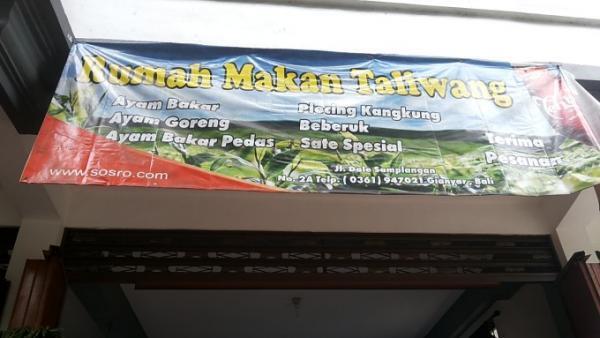 Rumah Makan Taliwang
Ayam Bakar
Ayam Goreng
Ayam Bakar Pedas
Plecing Kangkung
Beberuk
Sate Spesial
Terima
Pesanan
Jl. Dalem Samplangan
No. 2A Telp. ( 0361) 947021 Gianyar - Bali
www.sosro.com